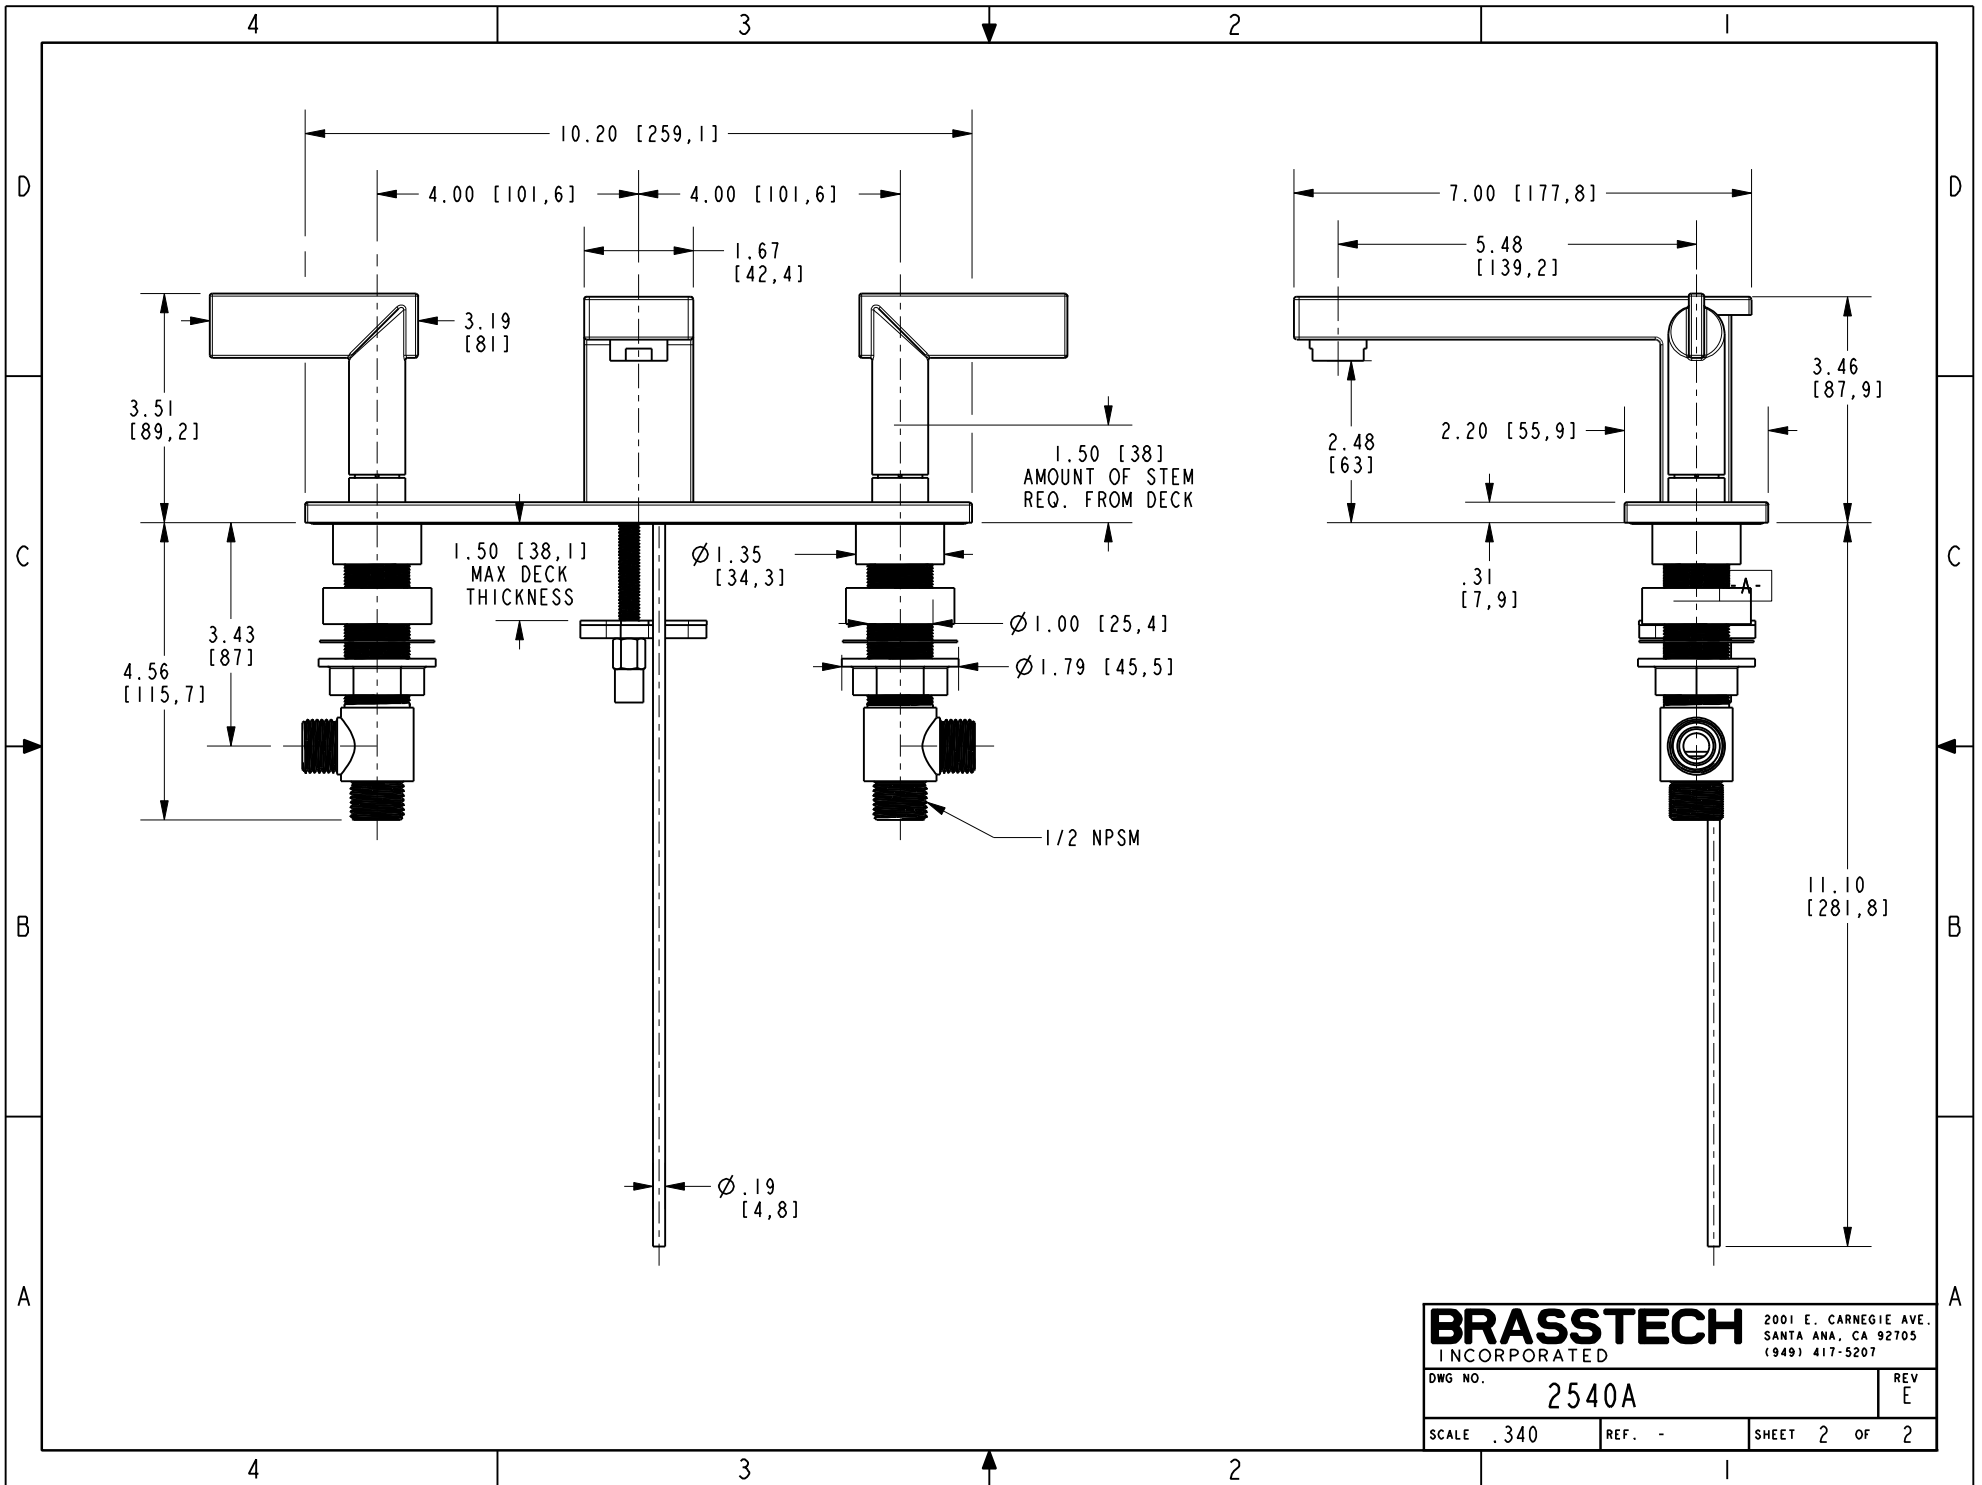 4 3 2 1
D D
10.20 [259,1]
4.00 [101,6] 4.00 [101,6]
1.67
[42,4]
7.00 [177,8]
5.48
[139,2]
3.19
[81]
3.51
[89,2]
1.50 [38]
AMOUNT OF STEM
REQ. FROM DECK
3.46
[87,9]
2.48
[63]
2.20 [55,9]
C C
1.50 [38,1]
MAX DECK
THICKNESS
Ø1.35
[34,3]
.31
[7,9]
-A-
3.43
[87]
4.56
[115,7]
Ø1.00 [25,4]
Ø1.79 [45,5]
1/2 NPSM
11.10
[281,8]
B B
Ø.19
[4,8]
A A
BRASSTECH
INCORPORATED
2001 E. CARNEGIE AVE.
SANTA ANA, CA 92705
(949) 417-5207
DWG NO.
2540A
REV
E
SCALE .340 REF. - SHEET 2 OF 2
4 3 2 1